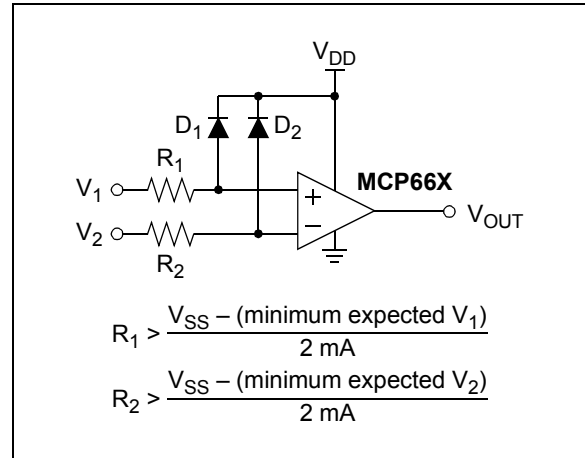 V_DD
D_1 D_2
R_1
MCP66X
V_1
+
V_OUT
V_2
–
R_2
R_1 > V_SS – (minimum expected V_1)
2 mA
R_2 > V_SS – (minimum expected V_2)
2 mA